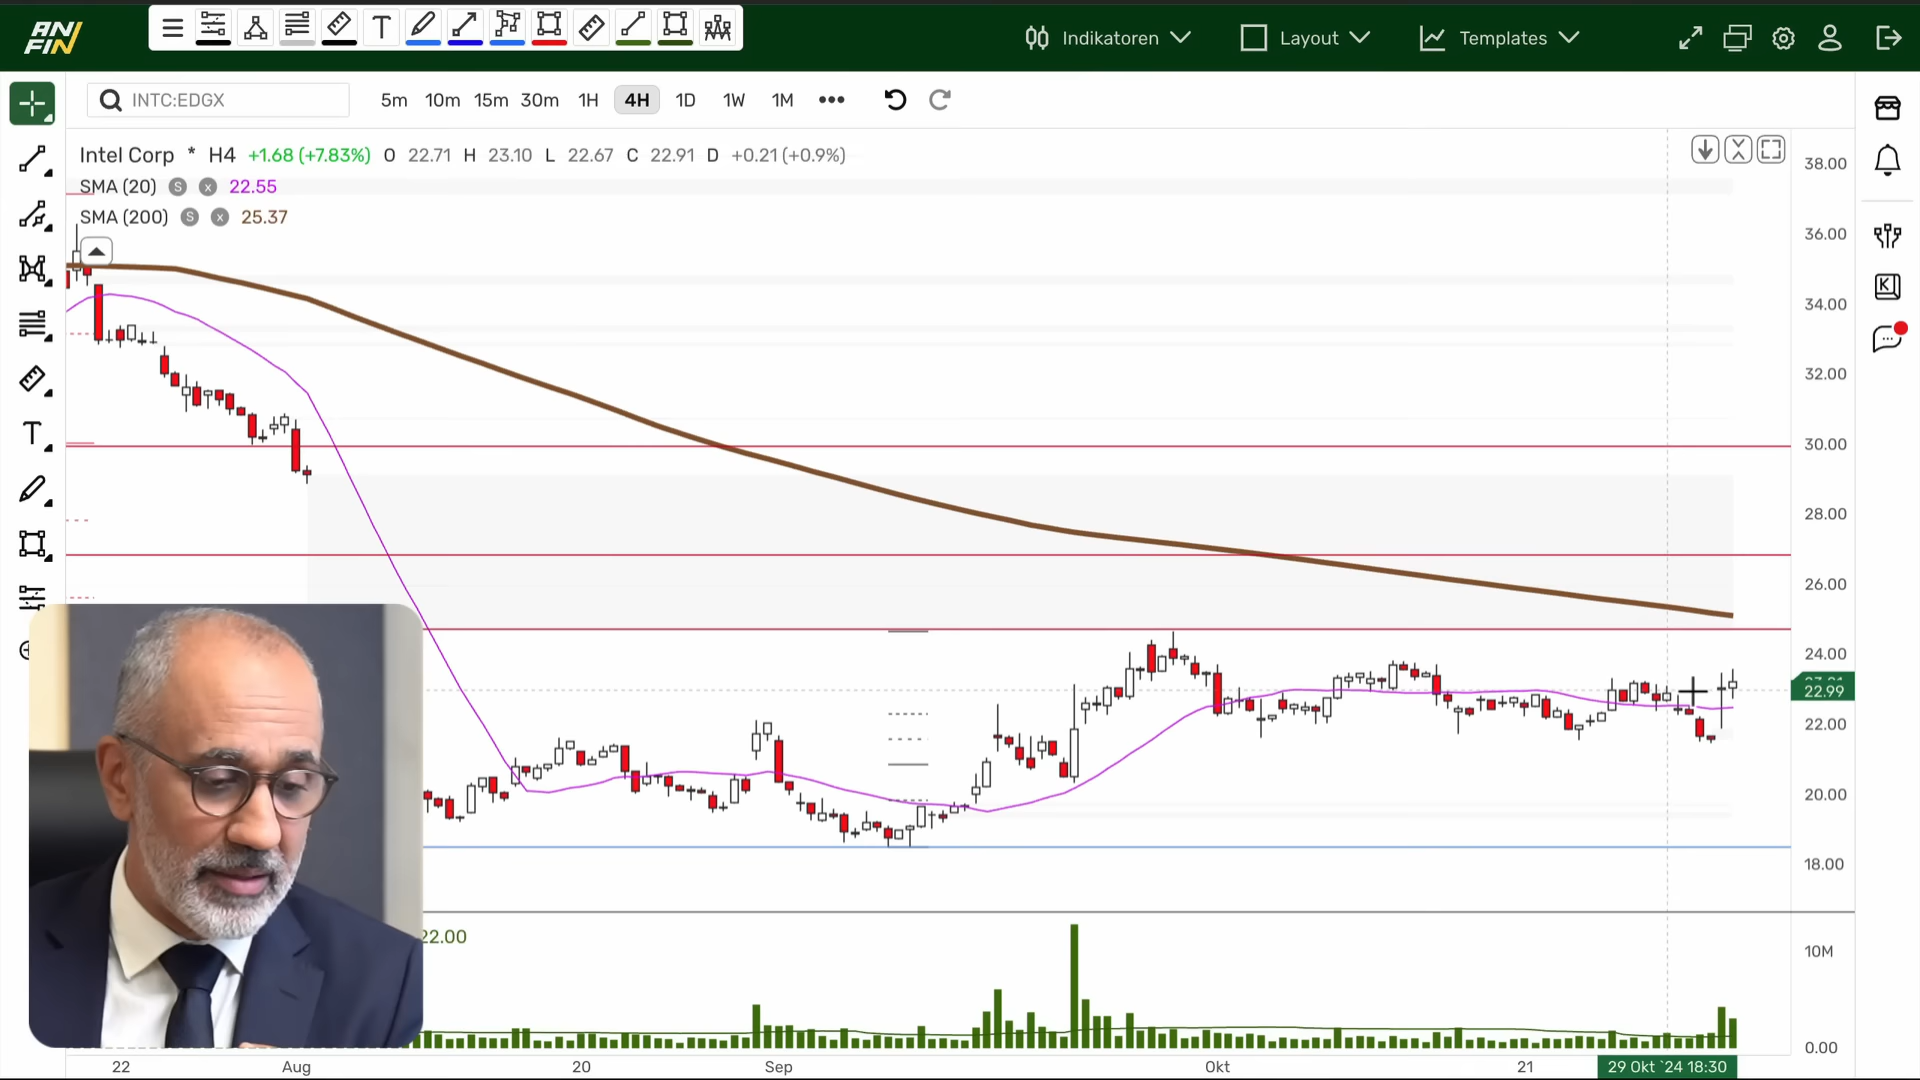 ANFIN
T
Indikatoren
Layout
Templates
INTC:EDGX
5m 10m 15m 30m 1H 4H 1D 1W 1M •••
Intel Corp * H4 +1.68 (+7.83%) O 22.71 H 23.10 L 22.67 C 22.91 D +0.21 (+0.9%)
SMA (20) S x 22.55
SMA (200) S x 25.37
T
K
38.00
36.00
34.00
32.00
30.00
28.00
26.00
24.00
22.99
22.00
20.00
18.00
22.00
10M
0.00
22 Aug 20 Sep Okt 21 29 Okt `24 18:30